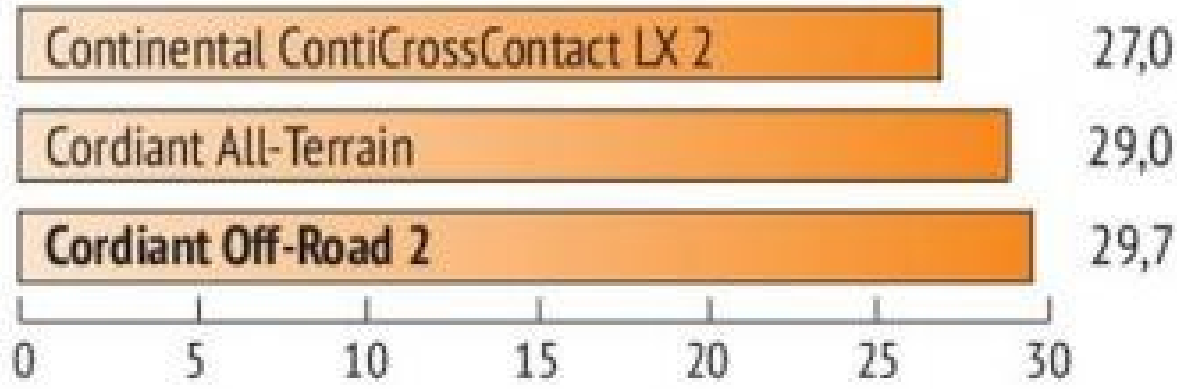 Continental ContiCrossContact LX 2 27,0
Cordiant All-Terrain 29,0
Cordiant Off-Road 2 29,7
0 5 10 15 20 25 30